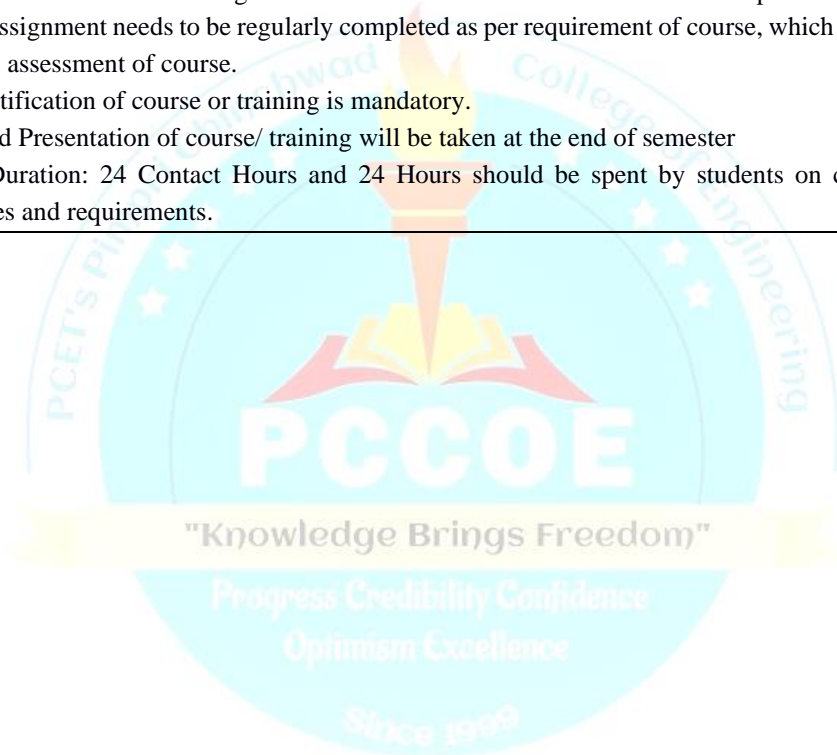 ssignment needs to be regularly completed as per requirement of course, which
assessment of course.
tification of course or training is mandatory.
d Presentation of course/ training will be taken at the end of semester
Duration: 24 Contact Hours and 24 Hours should be spent by students on c
es and requirements.
PCET's Pimpri Chinchwad College of Engineering
PCCOE
"Knowledge Brings Freedom"
Progress Credibility Confidence
Optimism Excellence
Since 1999